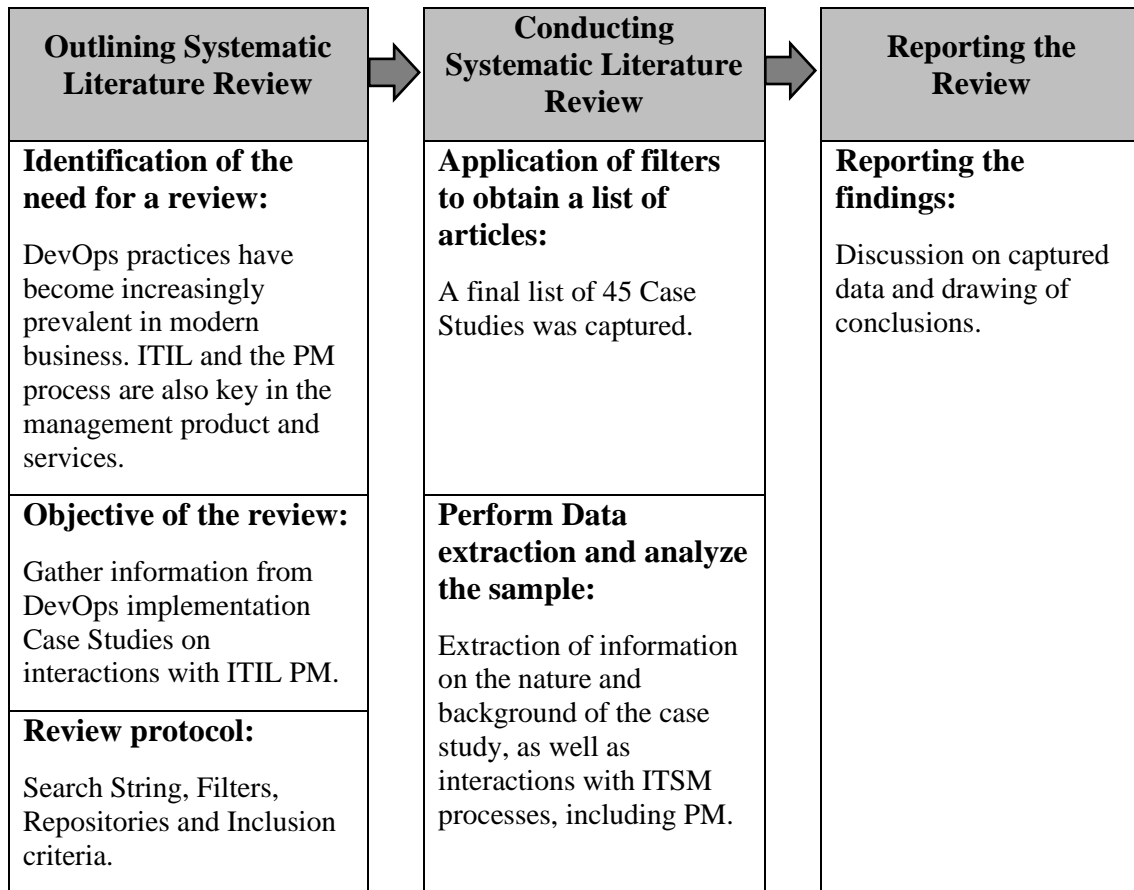 Outlining Systematic
Literature Review
Identification of the
need for a review:
DevOps practices have
become increasingly
prevalent in modern
business. ITIL and the PM
process are also key in the
management product and
services.
Objective of the review:
Gather information from
DevOps implementation
Case Studies on
interactions with ITIL PM.
Review protocol:
Search String, Filters,
Repositories and Inclusion
criteria.
Conducting
Systematic Literature
Review
Application of filters
to obtain a list of
articles:
A final list of 45 Case
Studies was captured.
Perform Data
extraction and analyze
the sample:
Extraction of information
on the nature and
background of the case
study, as well as
interactions with ITSM
processes, including PM.
Reporting the
Review
Reporting the
findings:
Discussion on captured
data and drawing of
conclusions.